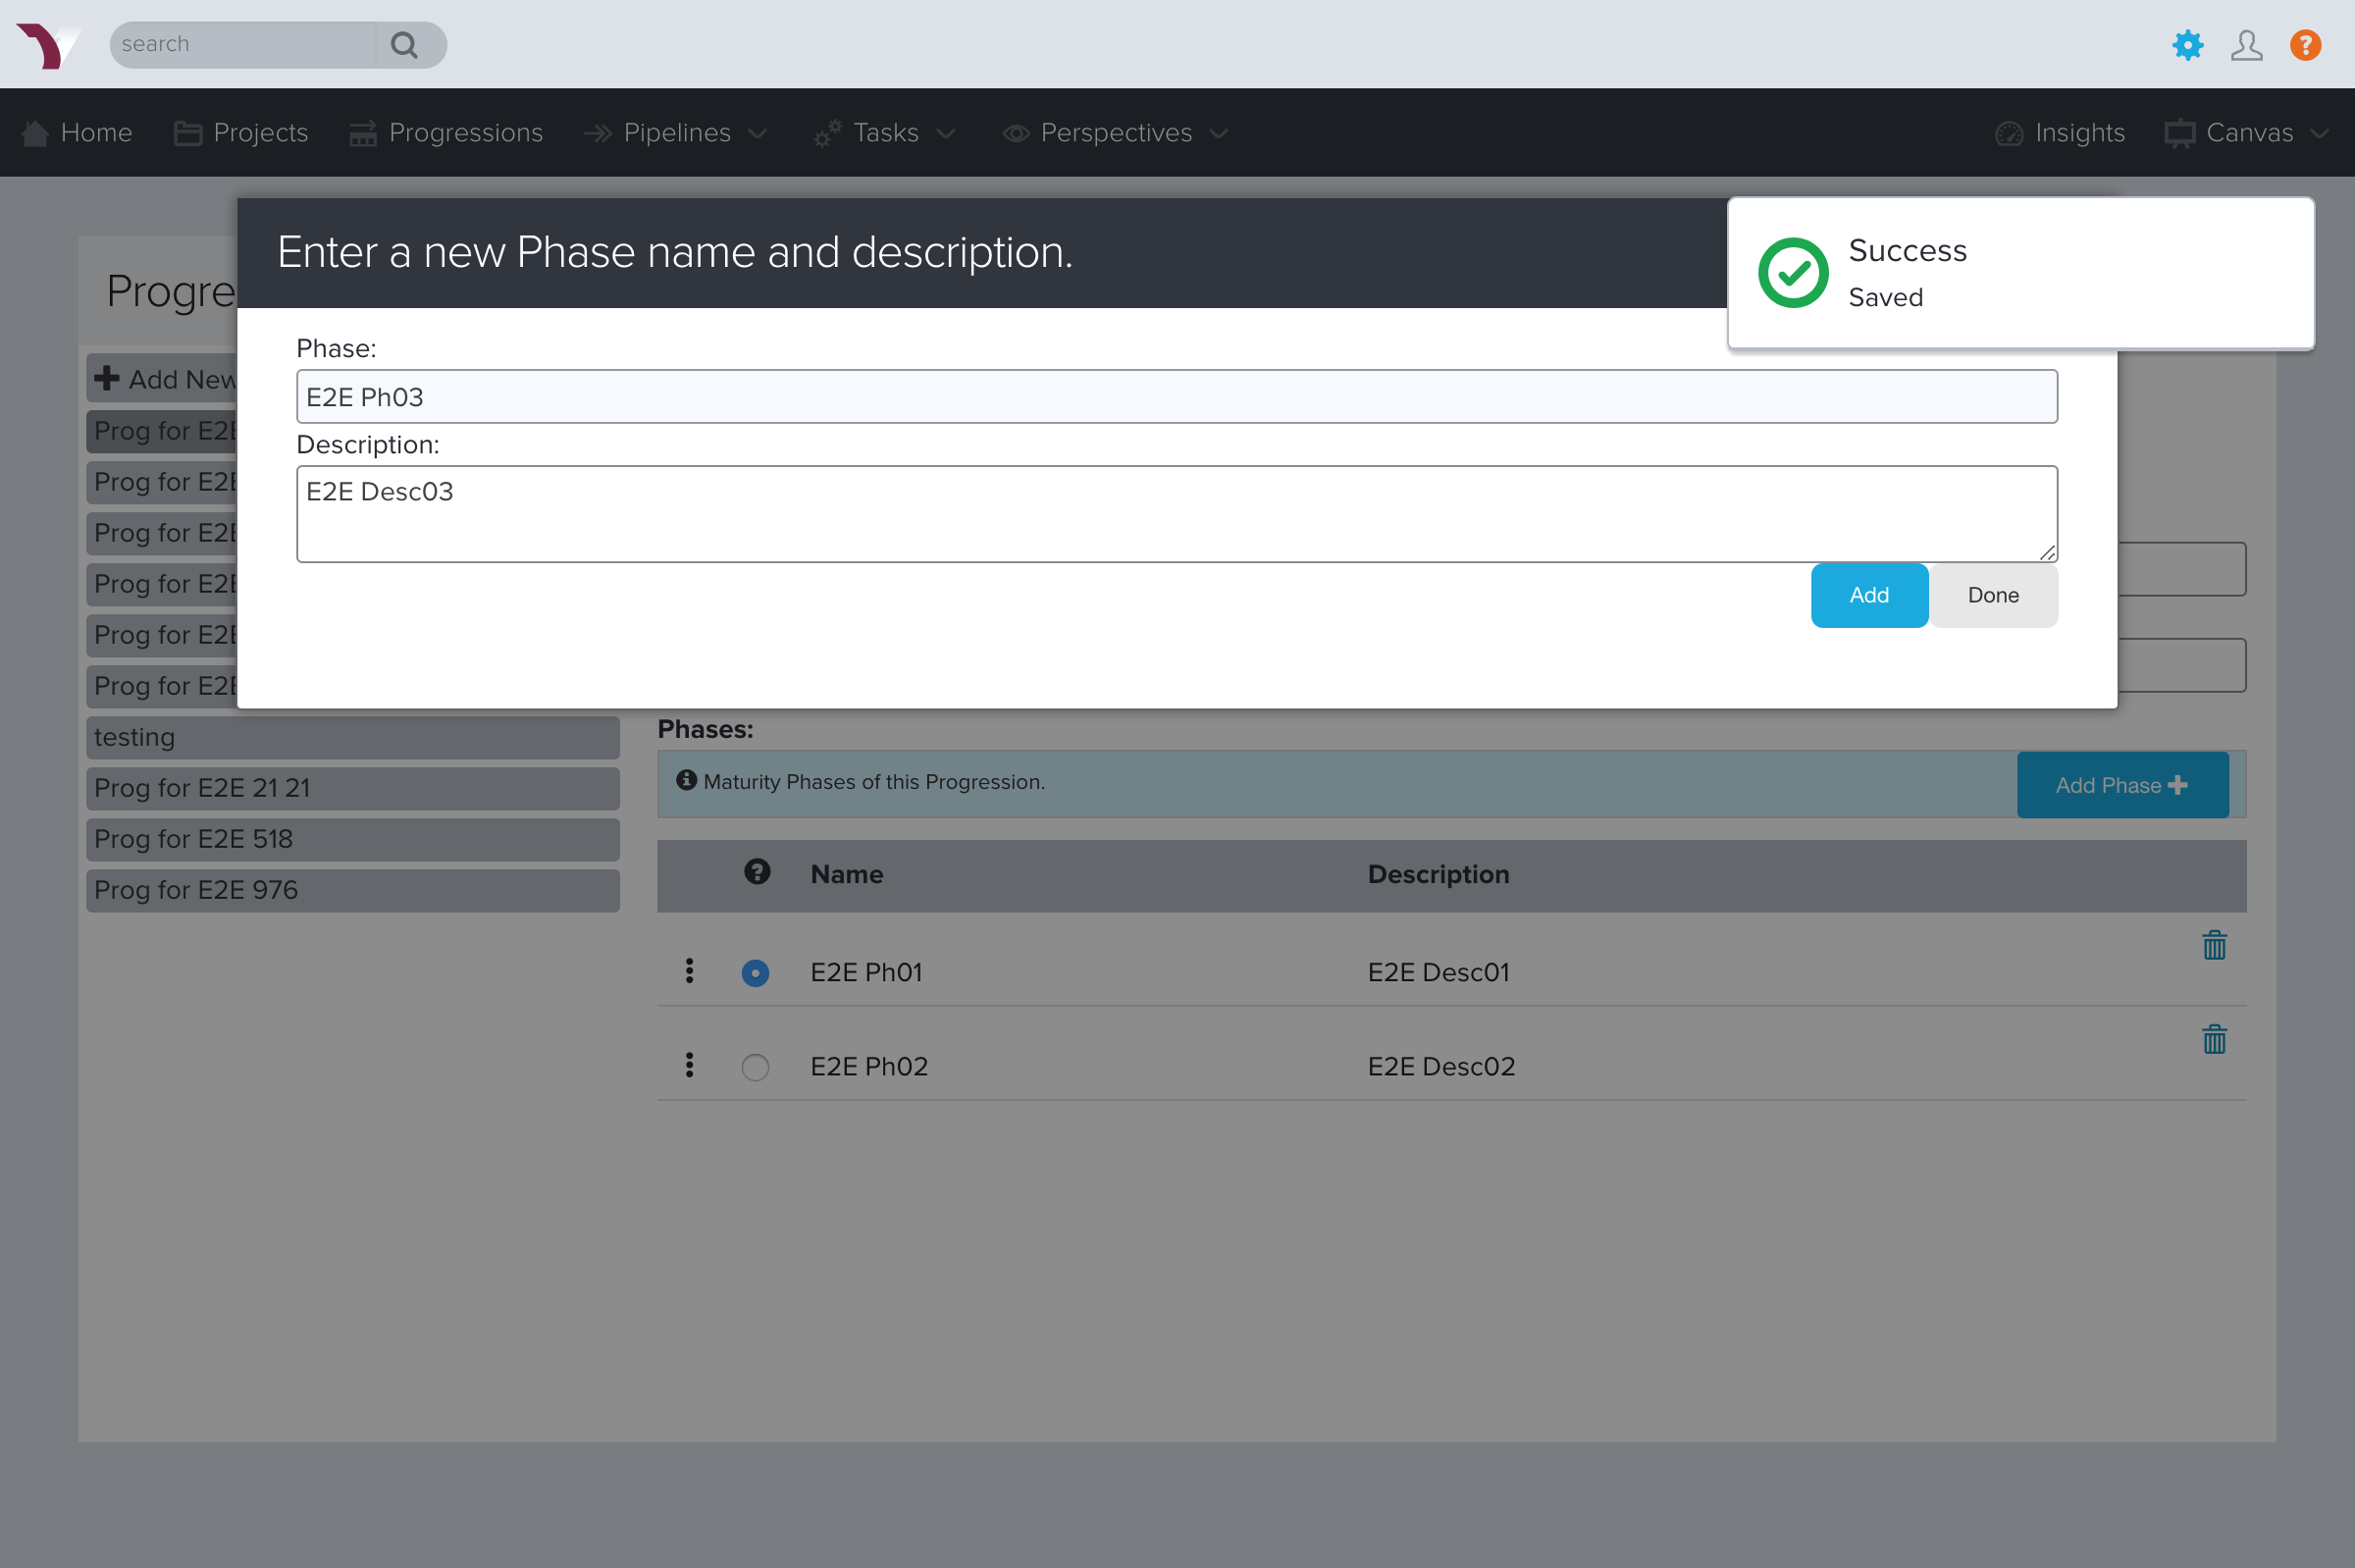 search
Home
Projects
Progressions
Pipelines
Tasks
Perspectives
Insights
Canvas
Enter a new Phase name and description.
Success
Saved
Phase:
E2E Ph03
Description:
E2E Desc03
Add
Done
Progre
Add New
Prog for E2E
Prog for E2E
Prog for E2E
Prog for E2E
Prog for E2E
Prog for E2E
testing
Prog for E2E 21 21
Prog for E2E 518
Prog for E2E 976
Phases:
Maturity Phases of this Progression.
Add Phase
Name Description
E2E Ph01 E2E Desc01
E2E Ph02 E2E Desc02